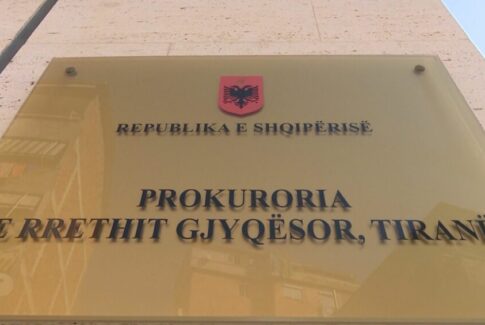 REPUBLIKA E SHQIPËRISË
PROKURORIA
E RRETHIT GJYQËSOR, TIRANË